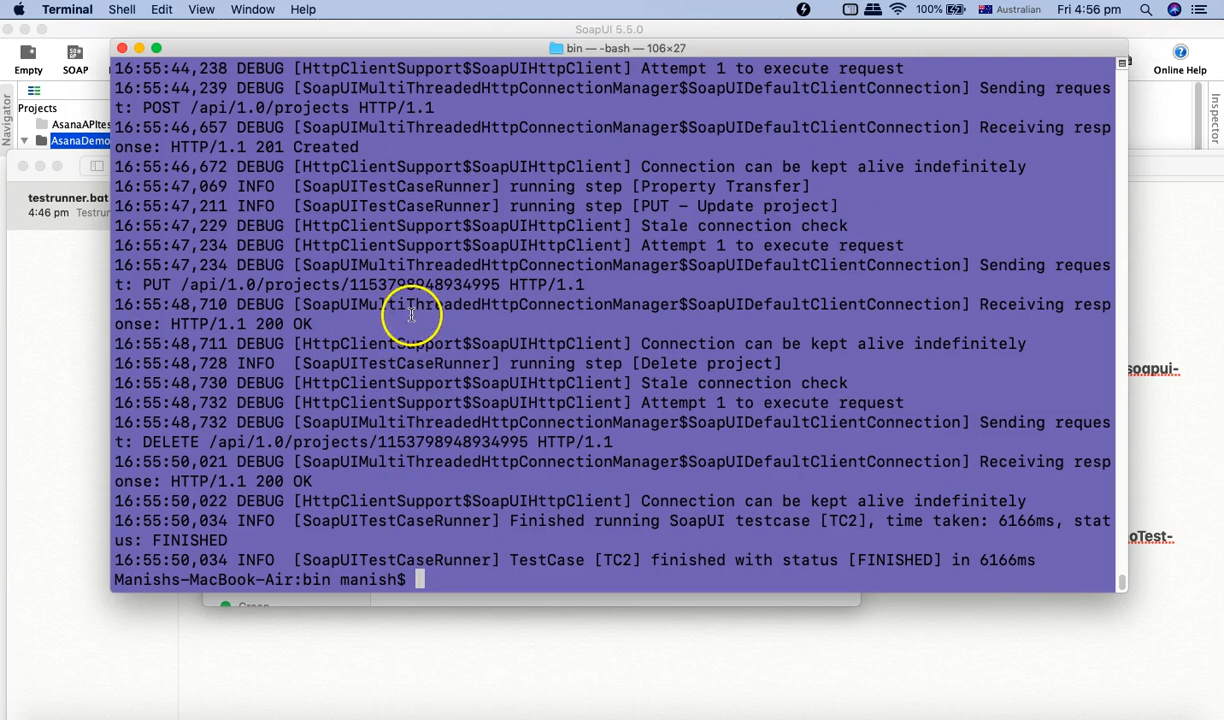 Terminal Shell Edit View Window Help 100% Australian Fri 4:56 pm
SoapUI 5.5.0
bin — -bash — 106×27
Empty SOAP Online Help
Navigator
Projects
AsanaAPItes
AsanaDemo
Inspector
testrunner.bat
4:46 pm Testrun
16:55:44,238 DEBUG [HttpClientSupport$SoapUIHttpClient] Attempt 1 to execute request
16:55:44,239 DEBUG [SoapUIMultiThreadedHttpConnectionManager$SoapUIDefaultClientConnection] Sending reques
t: POST /api/1.0/projects HTTP/1.1
16:55:46,657 DEBUG [SoapUIMultiThreadedHttpConnectionManager$SoapUIDefaultClientConnection] Receiving resp
onse: HTTP/1.1 201 Created
16:55:46,672 DEBUG [HttpClientSupport$SoapUIHttpClient] Connection can be kept alive indefinitely
16:55:47,069 INFO  [SoapUITestCaseRunner] running step [Property Transfer]
16:55:47,211 INFO  [SoapUITestCaseRunner] running step [PUT - Update project]
16:55:47,229 DEBUG [HttpClientSupport$SoapUIHttpClient] Stale connection check
16:55:47,234 DEBUG [HttpClientSupport$SoapUIHttpClient] Attempt 1 to execute request
16:55:47,234 DEBUG [SoapUIMultiThreadedHttpConnectionManager$SoapUIDefaultClientConnection] Sending reques
t: PUT /api/1.0/projects/1153798948934995 HTTP/1.1
16:55:48,710 DEBUG [SoapUIMultiThreadedHttpConnectionManager$SoapUIDefaultClientConnection] Receiving resp
onse: HTTP/1.1 200 OK
16:55:48,711 DEBUG [HttpClientSupport$SoapUIHttpClient] Connection can be kept alive indefinitely
16:55:48,728 INFO  [SoapUITestCaseRunner] running step [Delete project]
16:55:48,730 DEBUG [HttpClientSupport$SoapUIHttpClient] Stale connection check
16:55:48,732 DEBUG [HttpClientSupport$SoapUIHttpClient] Attempt 1 to execute request
16:55:48,732 DEBUG [SoapUIMultiThreadedHttpConnectionManager$SoapUIDefaultClientConnection] Sending reques
t: DELETE /api/1.0/projects/1153798948934995 HTTP/1.1
16:55:50,021 DEBUG [SoapUIMultiThreadedHttpConnectionManager$SoapUIDefaultClientConnection] Receiving resp
onse: HTTP/1.1 200 OK
16:55:50,022 DEBUG [HttpClientSupport$SoapUIHttpClient] Connection can be kept alive indefinitely
16:55:50,034 INFO  [SoapUITestCaseRunner] Finished running SoapUI testcase [TC2], time taken: 6166ms, stat
us: FINISHED
16:55:50,034 INFO  [SoapUITestCaseRunner] TestCase [TC2] finished with status [FINISHED] in 6166ms
Manishs-MacBook-Air:bin manish$
soapui-
oTest-